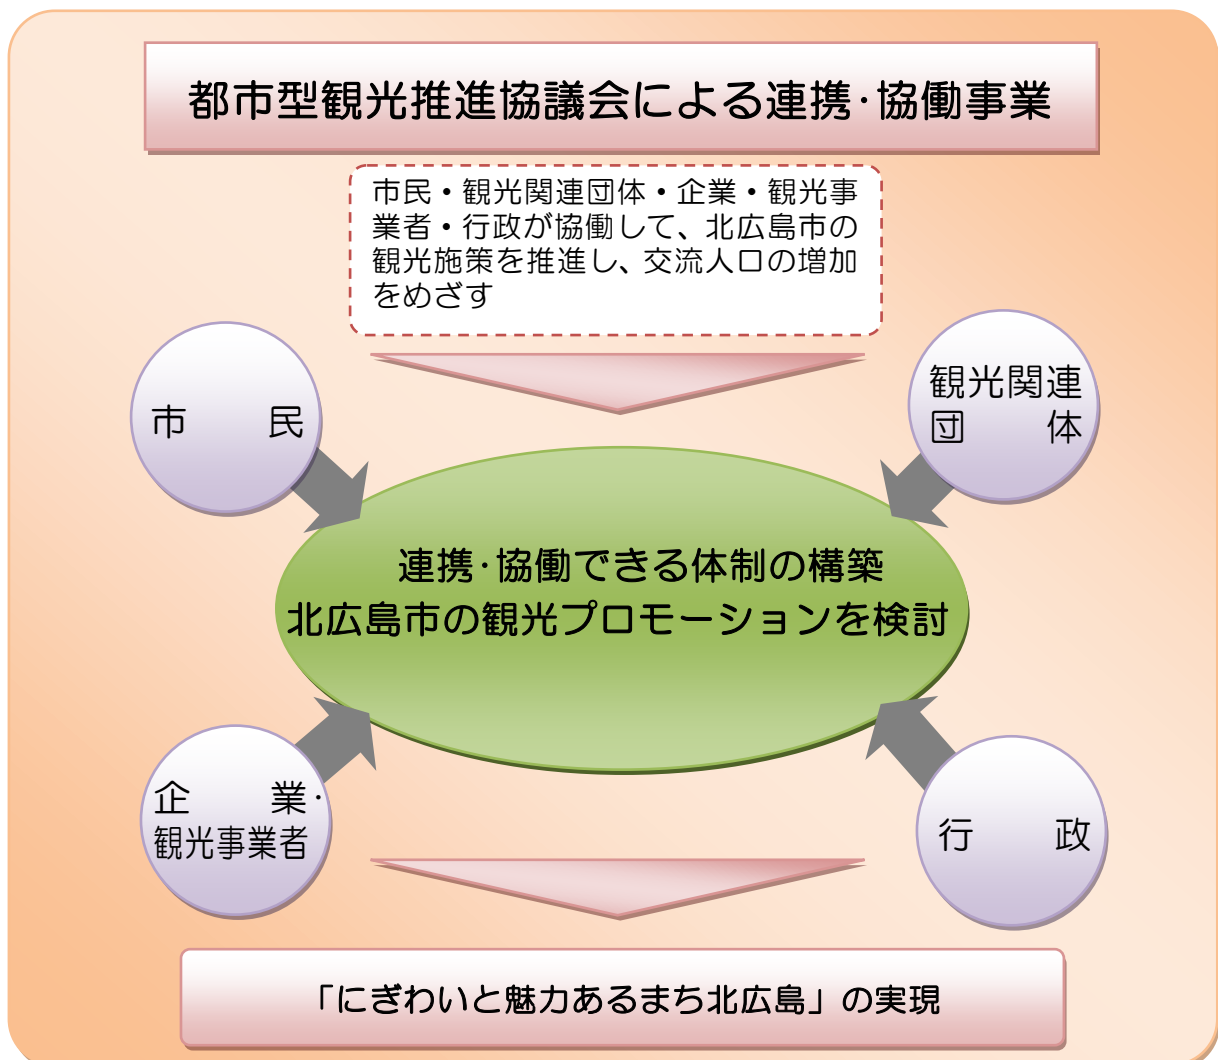 都市型観光推進協議会による連携・協働事業
市民・観光関連団体・企業・観光事
業者・行政が協働して、北広島市の
観光施策を推進し、交流人口の増加
をめざす
市　民
観光関連
団　体
連携・協働できる体制の構築
北広島市の観光プロモーションを検討
企　業・
観光事業者
行　政
「にぎわいと魅力あるまち北広島」の実現